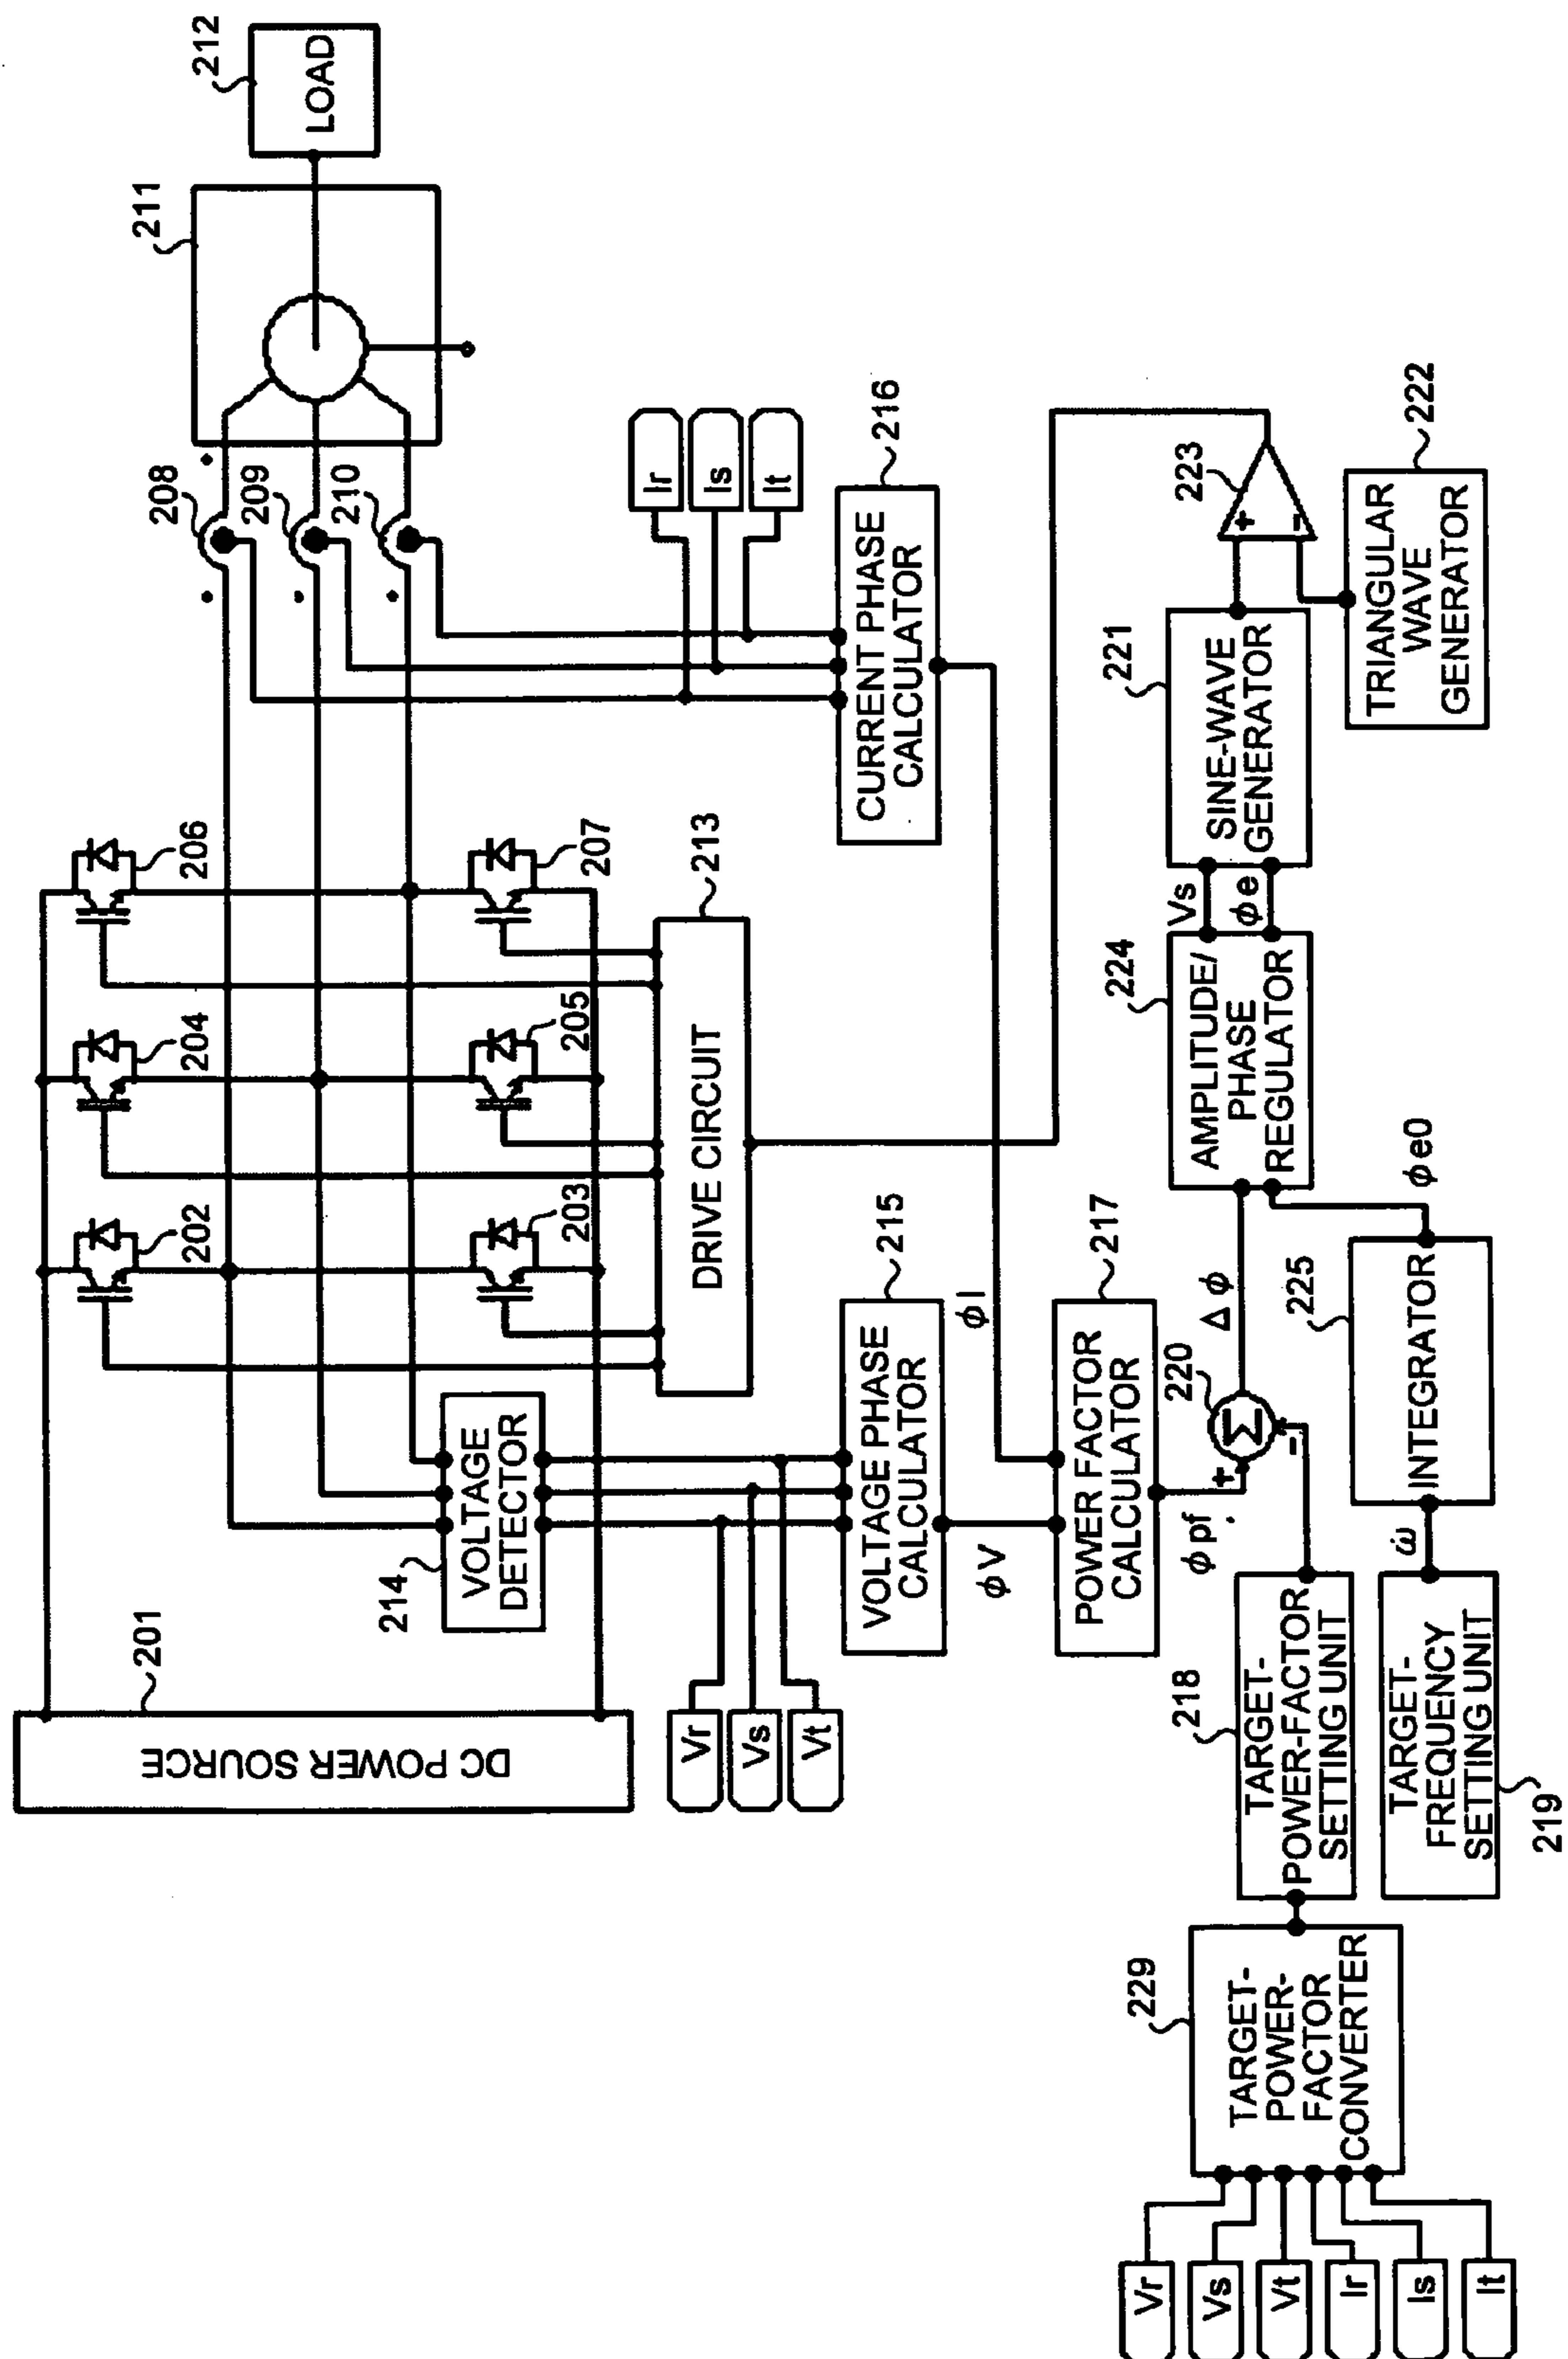 DC POWER SOURCE
201
202
203
204
205
206
207
208
209
210
211
212
LOAD
213
DRIVE CIRCUIT
214
VOLTAGE
DETECTOR
Vr
Vs
Vt
Ir
Is
It
215
VOLTAGE PHASE
CALCULATOR
216
CURRENT PHASE
CALCULATOR
ϕV
ϕI
217
POWER FACTOR
CALCULATOR
ϕpf
+
-
220
Σ
Δϕ
224
AMPLITUDE/
PHASE
REGULATOR
Vs
ϕe
221
SINE-WAVE
GENERATOR
223
+
-
222
TRIANGULAR
WAVE
GENERATOR
229
TARGET-
POWER-
FACTOR
CONVERTER
Vr
Vs
Vt
Ir
Is
It
218
TARGET-
POWER-FACTOR
SETTING UNIT
219
TARGET-
FREQUENCY
SETTING UNIT
ω
225
INTEGRATOR
ϕe0